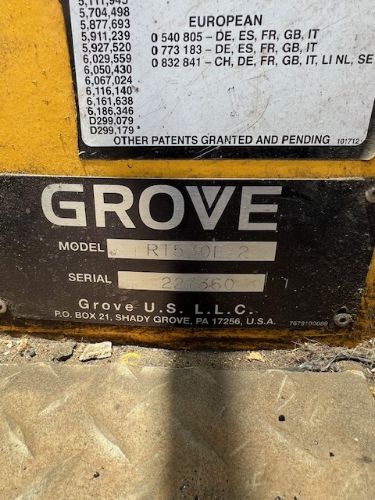 5,704,498
5,877,693
5,911,239
5,927,520
6,029,559
6,050,430
6,067,024
6,116,140
6,161,638
6,186,346
D299,079
D299,179
EUROPEAN
0 540 805 – DE, ES, FR, GB, IT
0 773 183 – DE, ES, FR, GB, IT
0 832 841 – CH, DE, FR, GB, IT, LI NL, SE
OTHER PATENTS GRANTED AND PENDING 101712
GROVE
MODEL RT530E-2
SERIAL
Grove U.S. L.L.C.
P.O. BOX 21, SHADY GROVE, PA 17256, U.S.A.